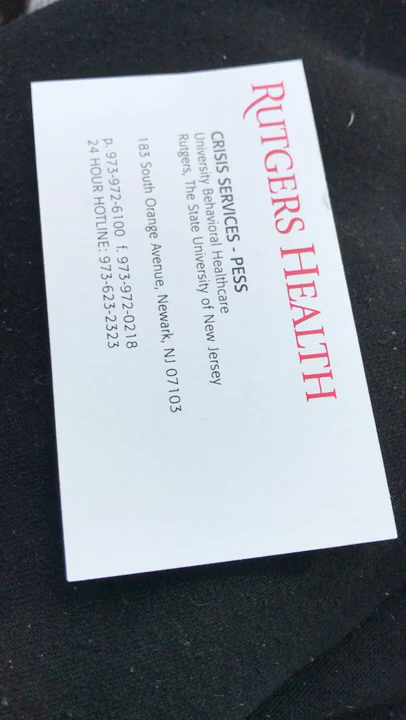 RUTGERS HEALTH
CRISIS SERVICES - PESS
University Behavioral Healthcare
Rutgers, The State University of New Jersey
183 South Orange Avenue, Newark, NJ 07103
p. 973-972-6100 f. 973-972-0218
24 HOUR HOTLINE: 973-623-2323